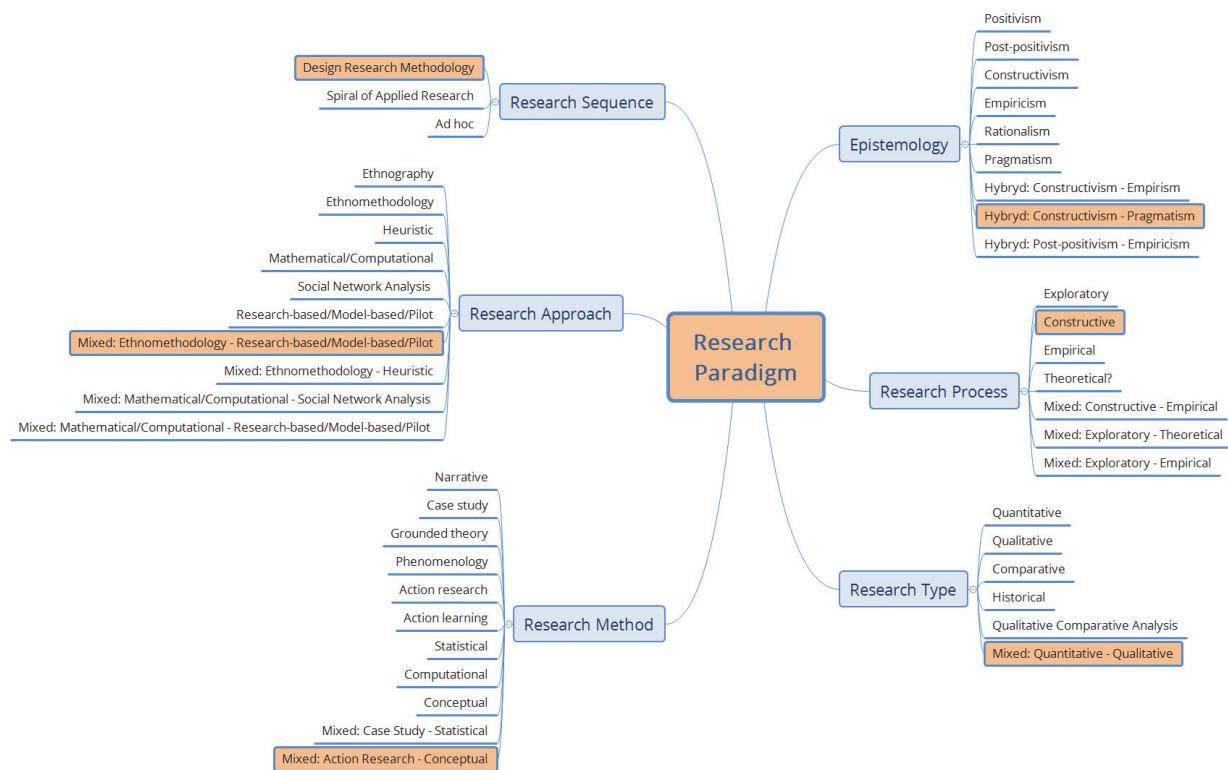 Research
Paradigm
Research Sequence
Design Research Methodology
Spiral of Applied Research
Ad hoc
Research Approach
Ethnography
Ethnomethodology
Heuristic
Mathematical/Computational
Social Network Analysis
Research-based/Model-based/Pilot
Mixed: Ethnomethodology - Research-based/Model-based/Pilot
Mixed: Ethnomethodology - Heuristic
Mixed: Mathematical/Computational - Social Network Analysis
Mixed: Mathematical/Computational - Research-based/Model-based/Pilot
Research Method
Narrative
Case study
Grounded theory
Phenomenology
Action research
Action learning
Statistical
Computational
Conceptual
Mixed: Case Study - Statistical
Mixed: Action Research - Conceptual
Epistemology
Positivism
Post-positivism
Constructivism
Empiricism
Rationalism
Pragmatism
Hybryd: Constructivism - Empirism
Hybryd: Constructivism - Pragmatism
Hybryd: Post-positivism - Empiricism
Research Process
Exploratory
Constructive
Empirical
Theoretical?
Mixed: Constructive - Empirical
Mixed: Exploratory - Theoretical
Mixed: Exploratory - Empirical
Research Type
Quantitative
Qualitative
Comparative
Historical
Qualitative Comparative Analysis
Mixed: Quantitative - Qualitative